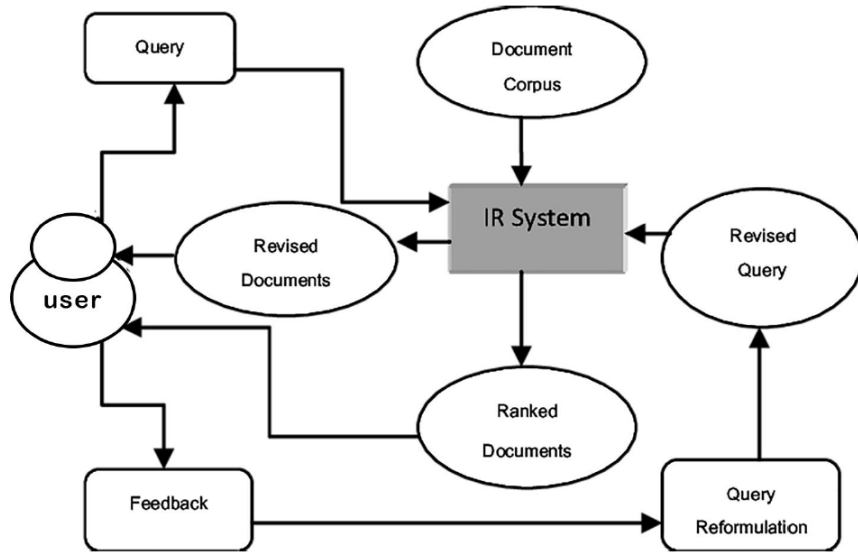 Query
Document
Corpus
IR System
Revised
Documents
Revised
Query
user
Ranked
Documents
Feedback
Query
Reformulation